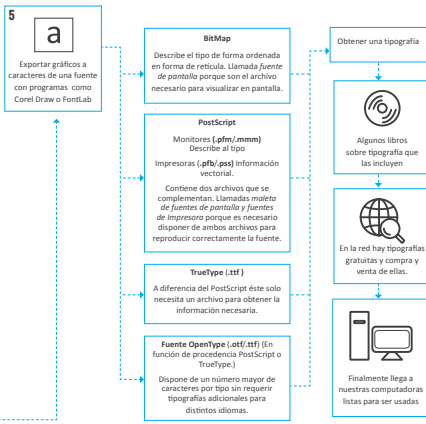 5
a
Exportar gráficos a
caracteres de una fuente
con programas como
Corel Draw o FontLab
BitMap
Describe el tipo de forma ordenada
en forma de retícula. Llamada fuente
de pantalla porque son el archivo
necesario para visualizar en pantalla.
PostScript
Monitores (.pfm/.mmm)
Describe al tipo
Impresoras (.pfb/.pss) Información
vectorial.
Contiene dos archivos que se
complementan. Llamadas maleta
de fuentes de pantalla y fuentes
de Impresora porque es necesario
disponer de ambos archivos para
reproducir correctamente la fuente.
TrueType (.ttf )
A diferencia del PostScript éste solo
necesita un archivo para obtener la
información necesaria.
Fuente OpenType (.otf/.ttf) (En
función de procedencia PostScript o
TrueType.)
Dispone de un número mayor de
caracteres por tipo sin requerir
tipografías adicionales para
distintos idiomas.
Obtener una tipografía
Algunos libros
sobre tipografía que
las incluyen
En la red hay tipografías
gratuitas y compra y
venta de ellas.
Finalmente llega a
nuestras computadoras
listas para ser usadas